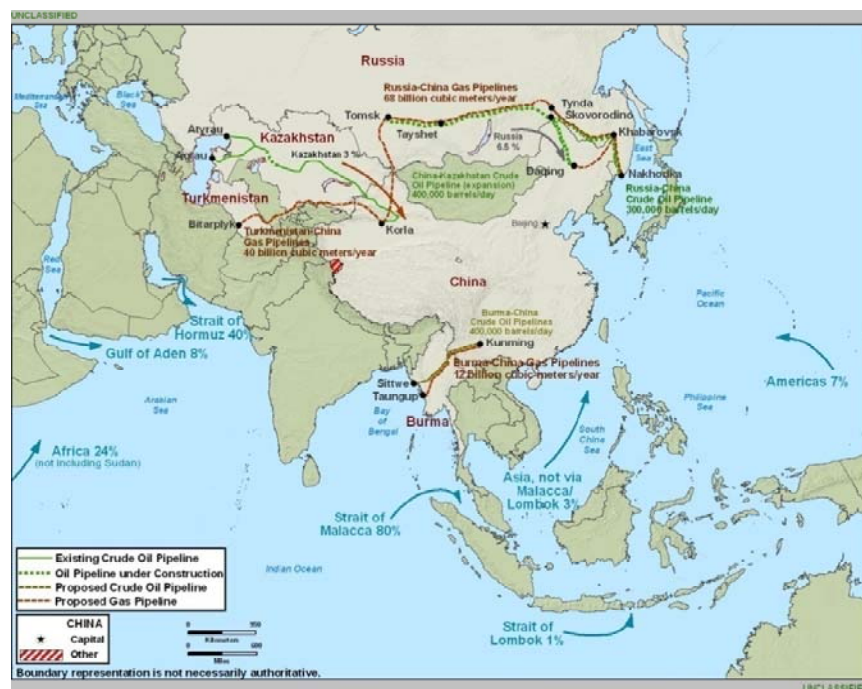 UNCLASSIFIED
Russia
Mediterranean
Sea
Black
Sea
Russia-China Gas Pipelines
68 billion cubic meters/year
Tynda
Skovorodino
Tomsk
Tayshet
Khabarovsk
Atyrau
Kazakhstan
Kazakhstan 3 %
Russia
6.5 %
East
Sea
Daqing
Nakhodka
China-Kazakhstan Crude
Oil Pipeline (expansion)
400,000 barrels/day
Russia-China
Crude Oil Pipeline
300,000 barrels/day
Turkmenistan
Bitarplyk
Turkmenistan-China
Gas Pipelines
40 billion cubic meters/year
Korla
Beijing
China
Red
Sea
Strait of
Hormuz 40%
Gulf of Aden 8%
Pacific
Ocean
Burma-China
Crude Oil Pipelines
400,000 barrels/day
Kunming
Burma-China Gas Pipelines
12 billion cubic meters/year
Sittwe
Taungup
Burma
Bay
of
Bengal
Arabian
Sea
Americas 7%
Philippine
Sea
South
China
Sea
Africa 24%
(not including Sudan)
Asia, not via
Malacca/
Lombok 3%
Strait of
Malacca 80%
Indian Ocean
Strait of
Lombok 1%
Existing Crude Oil Pipeline
Oil Pipeline under Construction
Proposed Crude Oil Pipeline
Proposed Gas Pipeline
CHINA
Capital
Other
Kilometers
Miles
Boundary representation is not necessarily authoritative.
UNCLASSIFIED